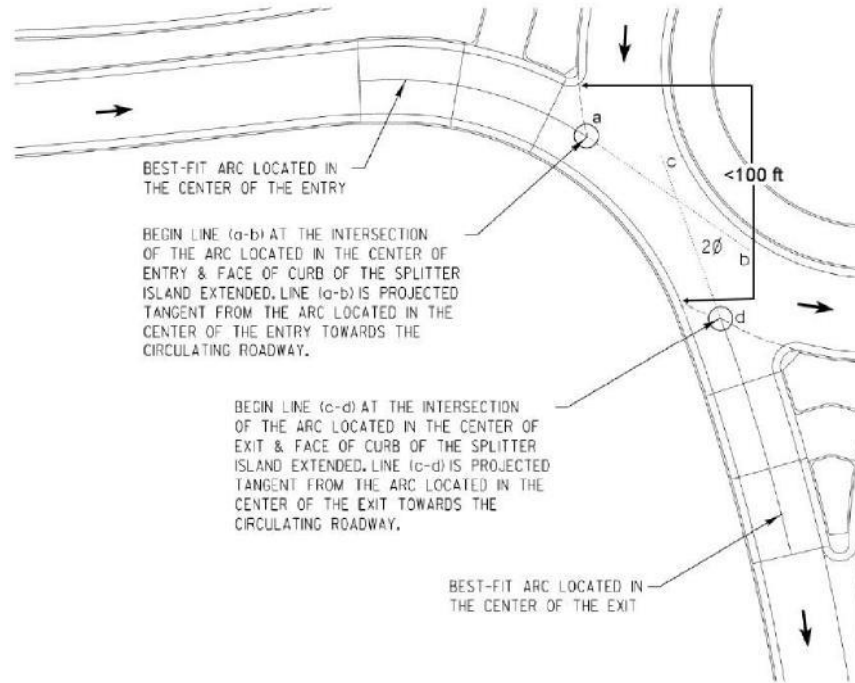 a
BEST-FIT ARC LOCATED IN
THE CENTER OF THE ENTRY
c
<100 ft
BEGIN LINE (a-b) AT THE INTERSECTION
OF THE ARC LOCATED IN THE CENTER OF
ENTRY & FACE OF CURB OF THE SPLITTER
ISLAND EXTENDED. LINE (a-b) IS PROJECTED
TANGENT FROM THE ARC LOCATED IN THE
CENTER OF THE ENTRY TOWARDS THE
CIRCULATING ROADWAY.
2Ø
b
d
BEGIN LINE (c-d) AT THE INTERSECTION
OF THE ARC LOCATED IN THE CENTER OF
EXIT & FACE OF CURB OF THE SPLITTER
ISLAND EXTENDED. LINE (c-d) IS PROJECTED
TANGENT FROM THE ARC LOCATED IN THE
CENTER OF THE EXIT TOWARDS THE
CIRCULATING ROADWAY.
BEST-FIT ARC LOCATED IN
THE CENTER OF THE EXIT